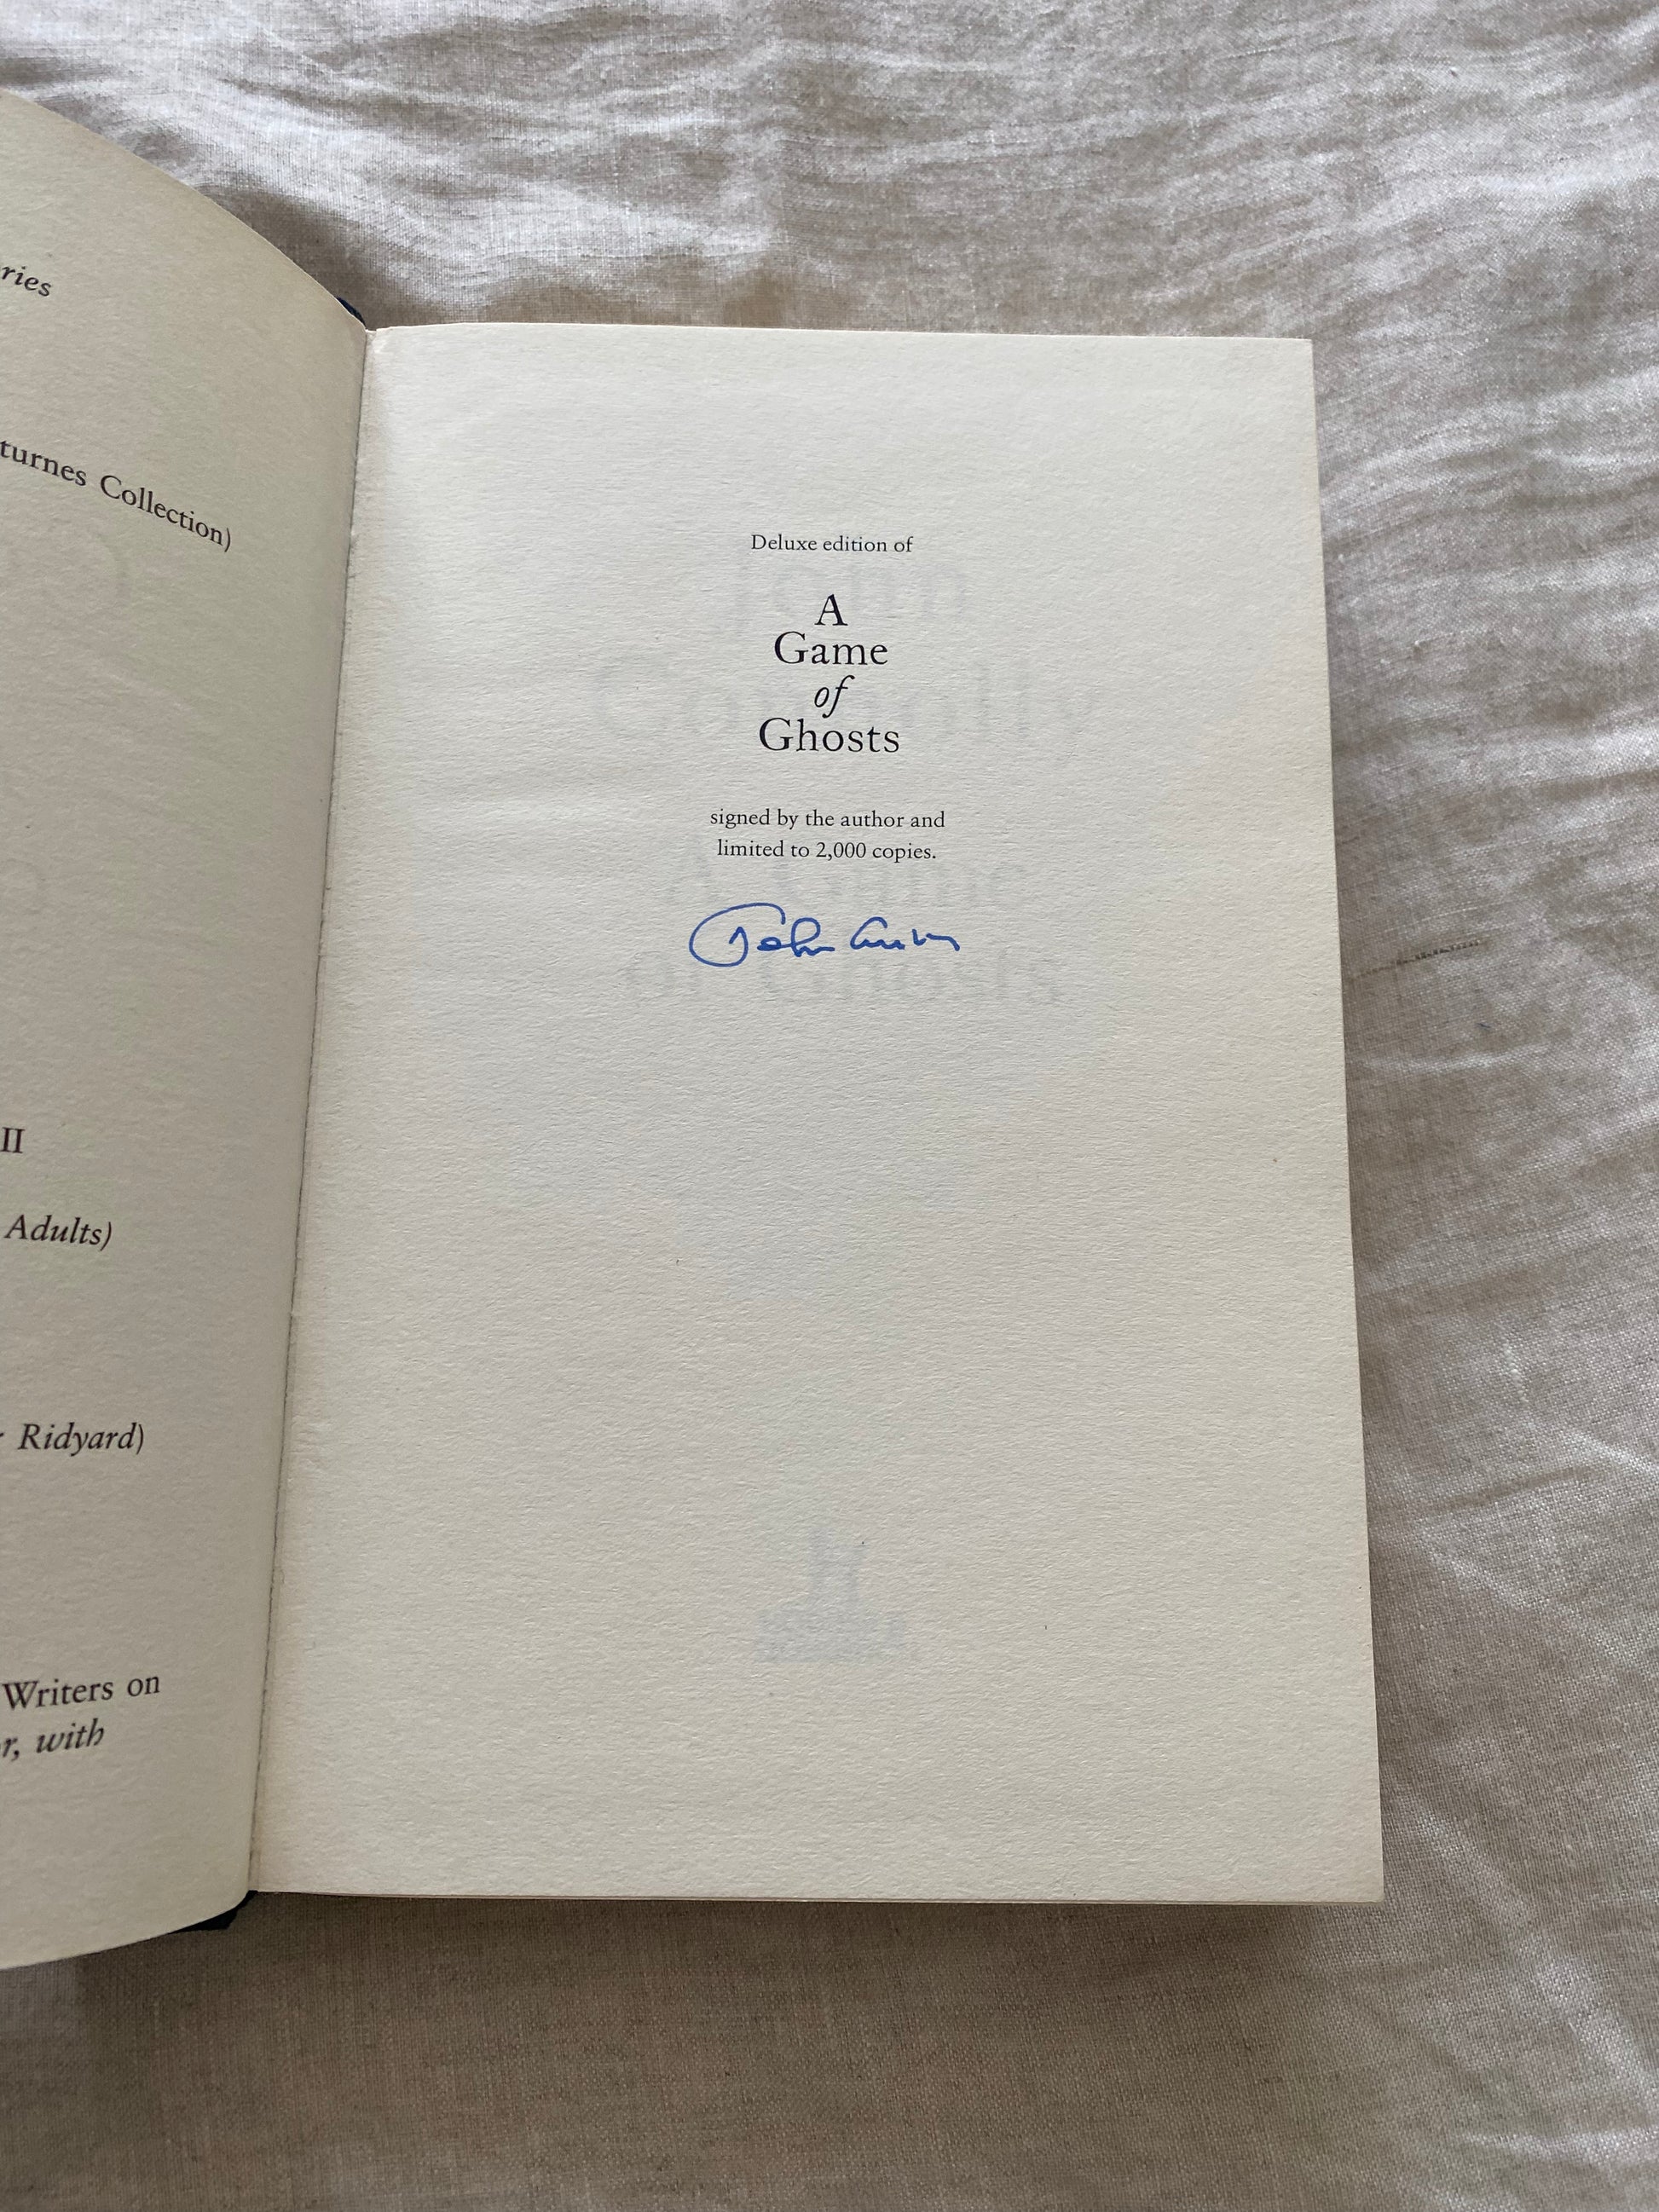 ries
turnes Collection)
II
Adults)
Ridyard)
Writers on
r, with
Deluxe edition of
A
Game
of
Ghosts
signed by the author and
limited to 2,000 copies.
John